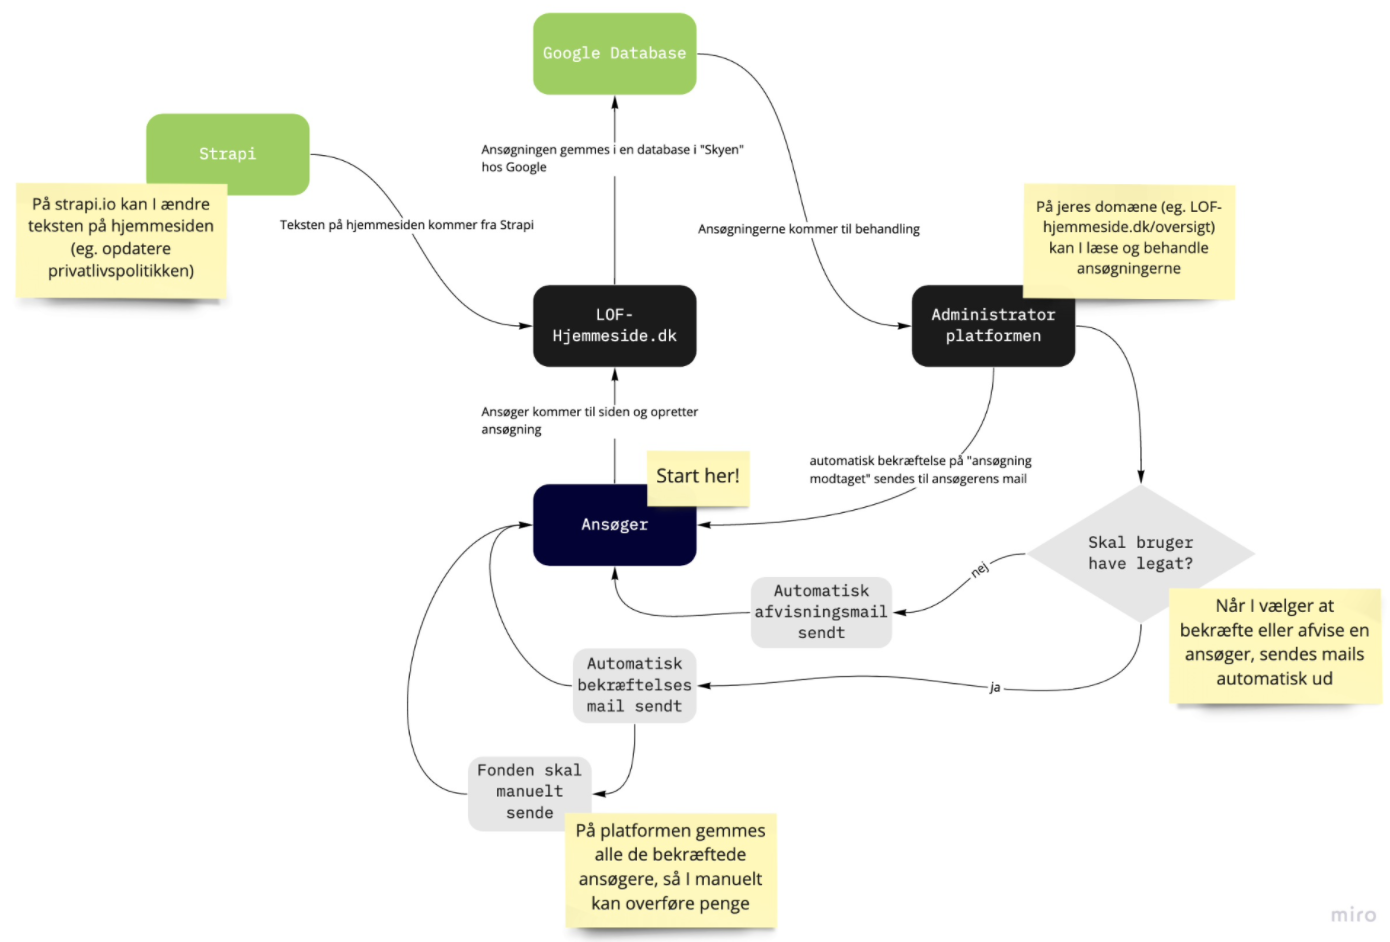 Google Database
Strapi
Ansøgningen gemmes i en database i "Skyen"
hos Google
På strapi.io kan I ændre
teksten på hjemmesiden
(eg. opdatere
privatlivspolitikken)
Teksten på hjemmesiden kommer fra Strapi
Ansøgningerne kommer til behandling
På jeres domæne (eg. LOF-
hjemmeside.dk/oversigt)
kan I læse og behandle
ansøgningerne
LOF-
Hjemmeside.dk
Administrator
platformen
Ansøger kommer til siden og opretter
ansøgning
Start her!
automatisk bekræftelse på "ansøgning
modtaget" sendes til ansøgerens mail
Ansøger
Skal bruger
have legat?
nej
Automatisk
afvisningsmail
sendt
Når I vælger at
bekræfte eller afvise en
ansøger, sendes mails
automatisk ud
Automatisk
bekræftelses
mail sendt
ja
Fonden skal
manuelt
sende
På platformen gemmes
alle de bekræftede
ansøgere, så I manuelt
kan overføre penge
miro